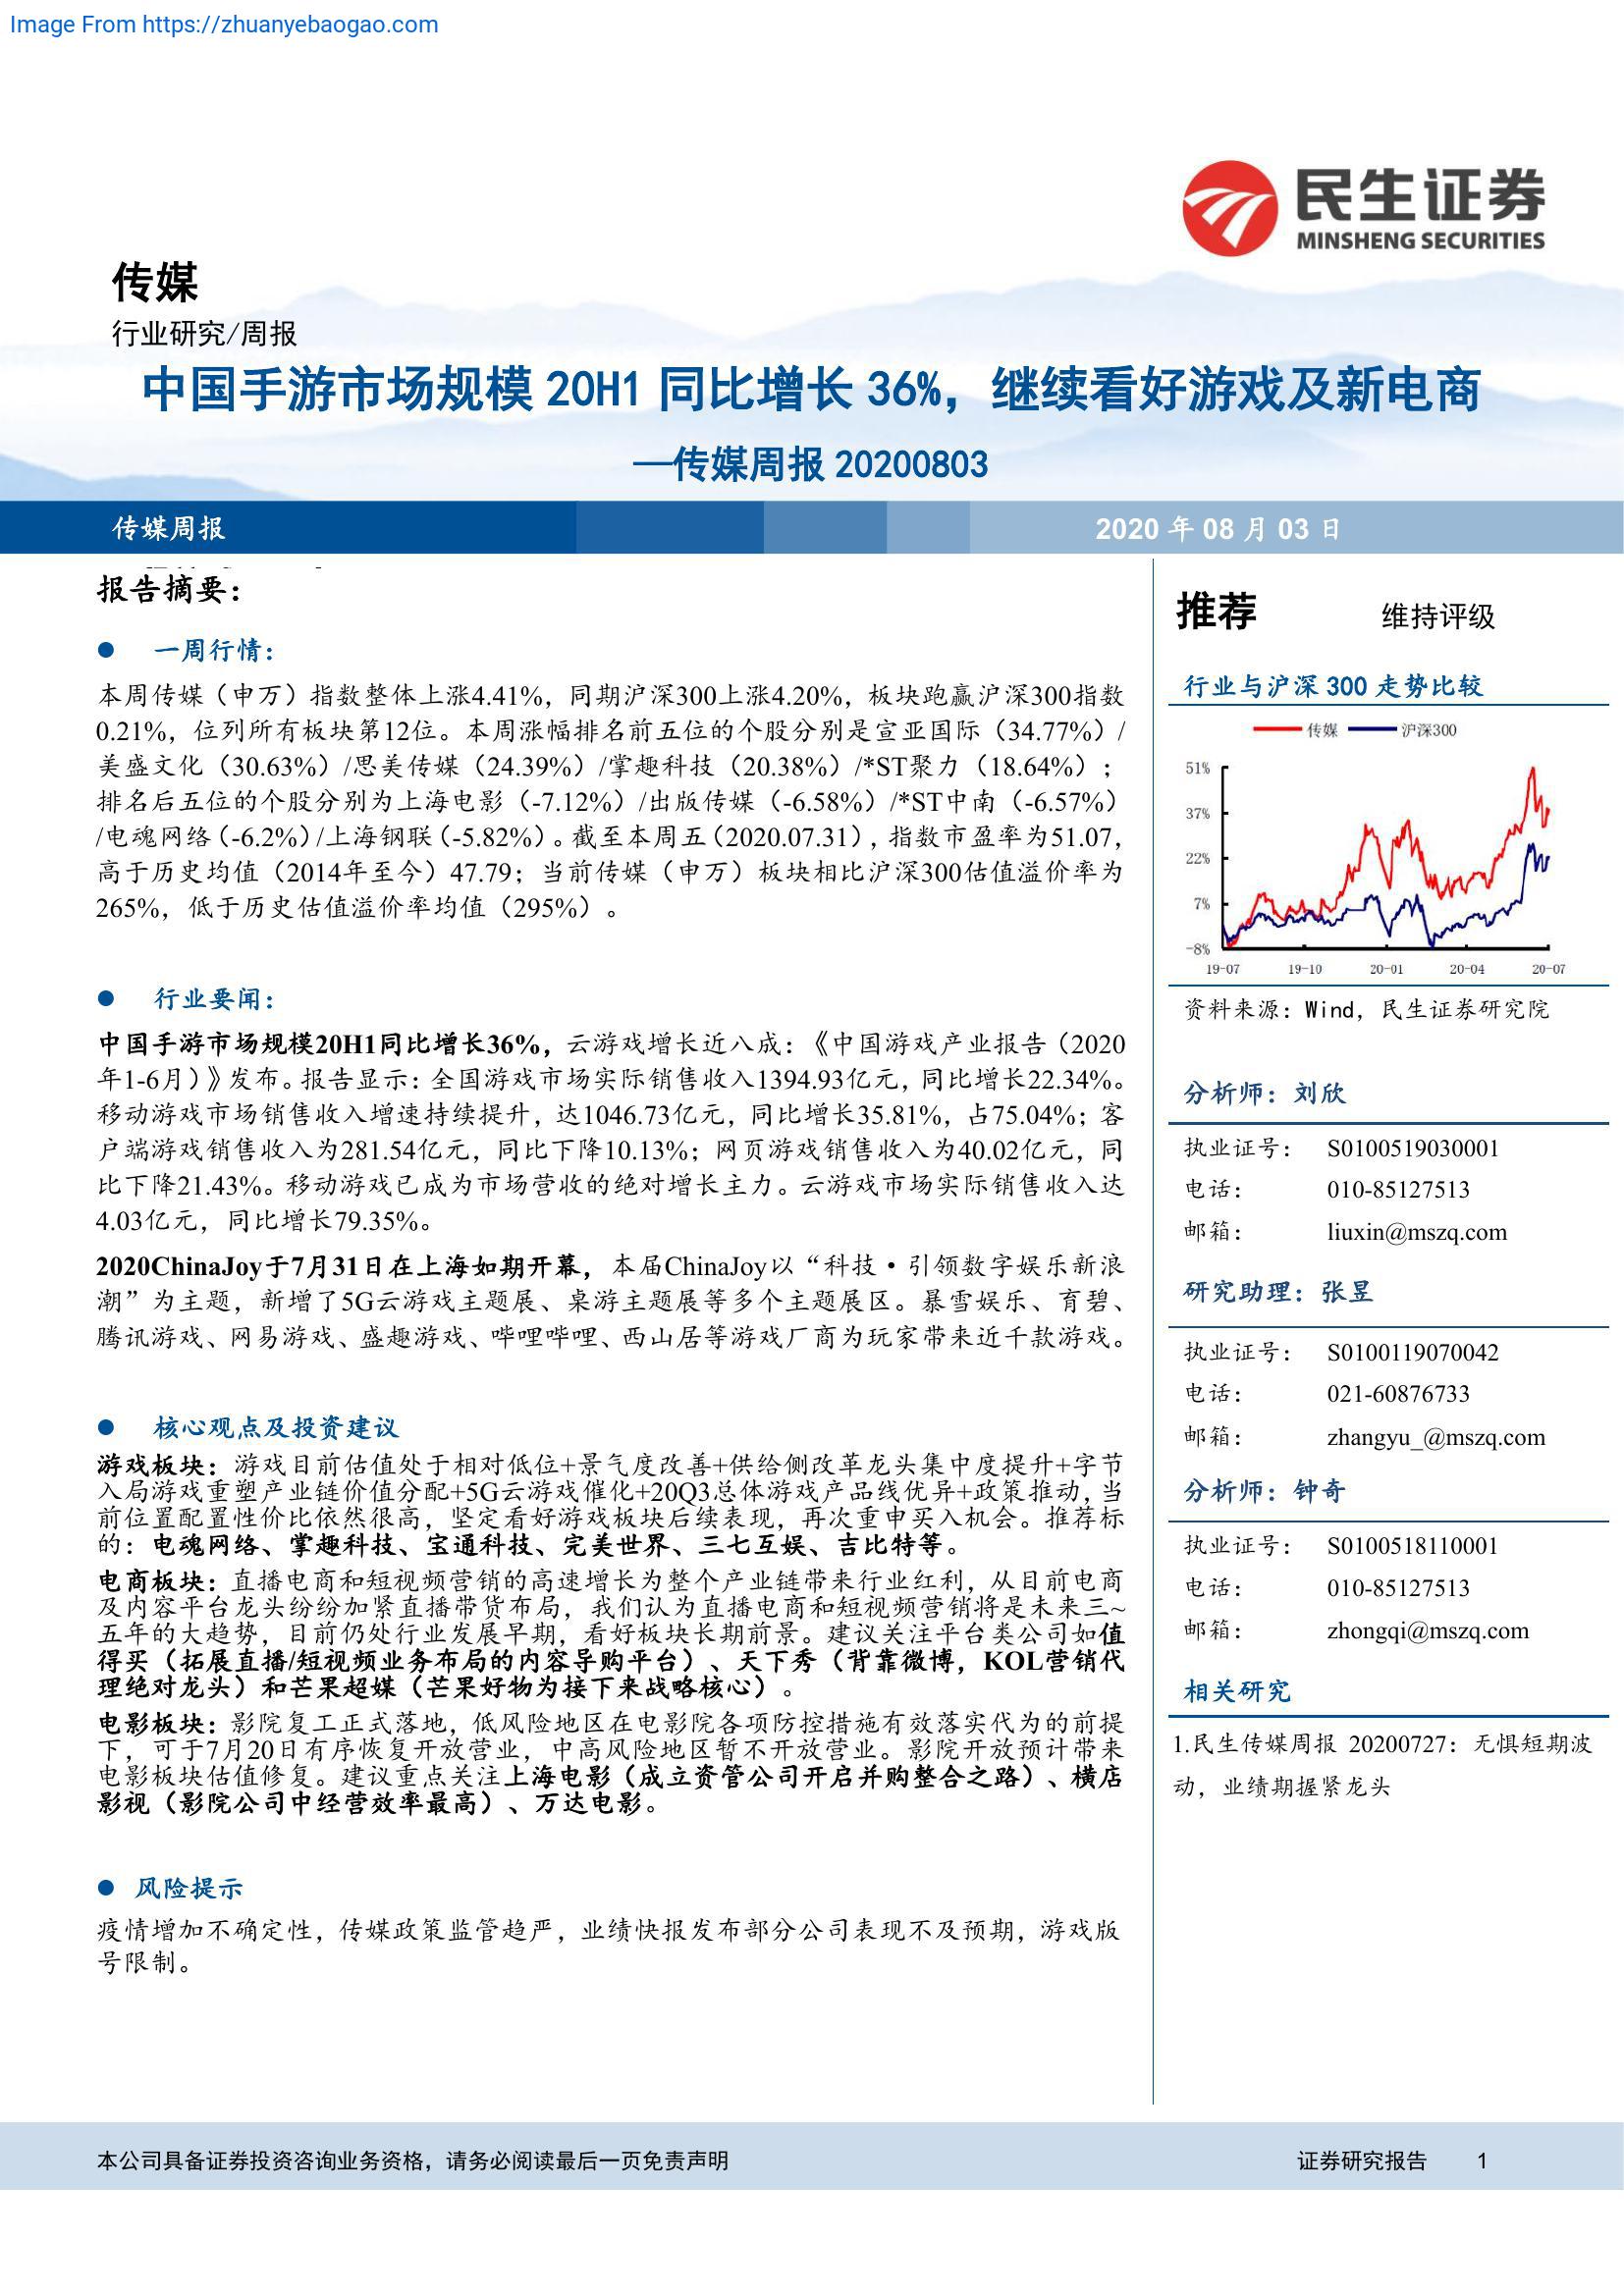 Image From https://zhuanyebaogao.com
民生证券
MINSHENG SECURITIES
传媒
行业研究/周报
中国手游市场规模 20H1 同比增长 36%，继续看好游戏及新电商
—传媒周报 20200803
传媒周报
2020 年 08 月 03 日
报告摘要：
● 一周行情：
本周传媒（申万）指数整体上涨4.41%，同期沪深300上涨4.20%，板块跑赢沪深300指数
0.21%，位列所有板块第12位。本周涨幅排名前五位的个股分别是宣亚国际（34.77%）/
美盛文化（30.63%）/思美传媒（24.39%）/掌趣科技（20.38%）/*ST聚力（18.64%）；
排名后五位的个股分别为上海电影（-7.12%）/出版传媒（-6.58%）/*ST中南（-6.57%）
/电魂网络（-6.2%）/上海钢联（-5.82%）。截至本周五（2020.07.31），指数市盈率为51.07，
高于历史均值（2014年至今）47.79；当前传媒（申万）板块相比沪深300估值溢价率为
265%，低于历史估值溢价率均值（295%）。
● 行业要闻：
中国手游市场规模20H1同比增长36%，云游戏增长近八成：《中国游戏产业报告（2020
年1-6月）》发布。报告显示：全国游戏市场实际销售收入1394.93亿元，同比增长22.34%。
移动游戏市场销售收入增速持续提升，达1046.73亿元，同比增长35.81%，占75.04%；客
户端游戏销售收入为281.54亿元，同比下降10.13%；网页游戏销售收入为40.02亿元，同
比下降21.43%。移动游戏已成为市场营收的绝对增长主力。云游戏市场实际销售收入达
4.03亿元，同比增长79.35%。
2020ChinaJoy于7月31日在上海如期开幕，本届ChinaJoy以“科技·引领数字娱乐新浪
潮”为主题，新增了5G云游戏主题展、桌游主题展等多个主题展区。暴雪娱乐、育碧、
腾讯游戏、网易游戏、盛趣游戏、哔哩哔哩、西山居等游戏厂商为玩家带来近千款游戏。
● 核心观点及投资建议
游戏板块：游戏目前估值处于相对低位+景气度改善+供给侧改革龙头集中度提升+字节
入局游戏重塑产业链价值分配+5G云游戏催化+20Q3总体游戏产品线优异+政策推动，当
前位置配置性价比依然很高，坚定看好游戏板块后续表现，再次重申买入机会。推荐标
的：电魂网络、掌趣科技、宝通科技、完美世界、三七互娱、吉比特等。
电商板块：直播电商和短视频营销的高速增长为整个产业链带来行业红利，从目前电商
及内容平台龙头纷纷加紧直播带货布局，我们认为直播电商和短视频营销将是未来三~
五年的大趋势，目前仍处行业发展早期，看好板块长期前景。建议关注平台类公司如值
得买（拓展直播/短视频业务布局的内容导购平台）、天下秀（背靠微博，KOL营销代
理绝对龙头）和芒果超媒（芒果好物为接下来战略核心）。
电影板块：影院复工正式落地，低风险地区在电影院各项防控措施有效落实代为的前提
下，可于7月20日有序恢复开放营业，中高风险地区暂不开放营业。影院开放预计带来
电影板块估值修复。建议重点关注上海电影（成立资管公司开启并购整合之路）、横店
影视（影院公司中经营效率最高）、万达电影。
● 风险提示
疫情增加不确定性，传媒政策监管趋严，业绩快报发布部分公司表现不及预期，游戏版
号限制。
推荐 维持评级
行业与沪深 300 走势比较
传媒 沪深300
51%
37%
22%
7%
-8%
19-07 19-10 20-01 20-04 20-07
资料来源：Wind，民生证券研究院
分析师：刘欣
执业证号： S0100519030001
电话： 010-85127513
邮箱： liuxin@mszq.com
研究助理：张昱
执业证号： S0100119070042
电话： 021-60876733
邮箱： zhangyu_@mszq.com
分析师：钟奇
执业证号： S0100518110001
电话： 010-85127513
邮箱： zhongqi@mszq.com
相关研究
1.民生传媒周报 20200727：无惧短期波
动，业绩期握紧龙头
本公司具备证券投资咨询业务资格，请务必阅读最后一页免责声明
证券研究报告 1